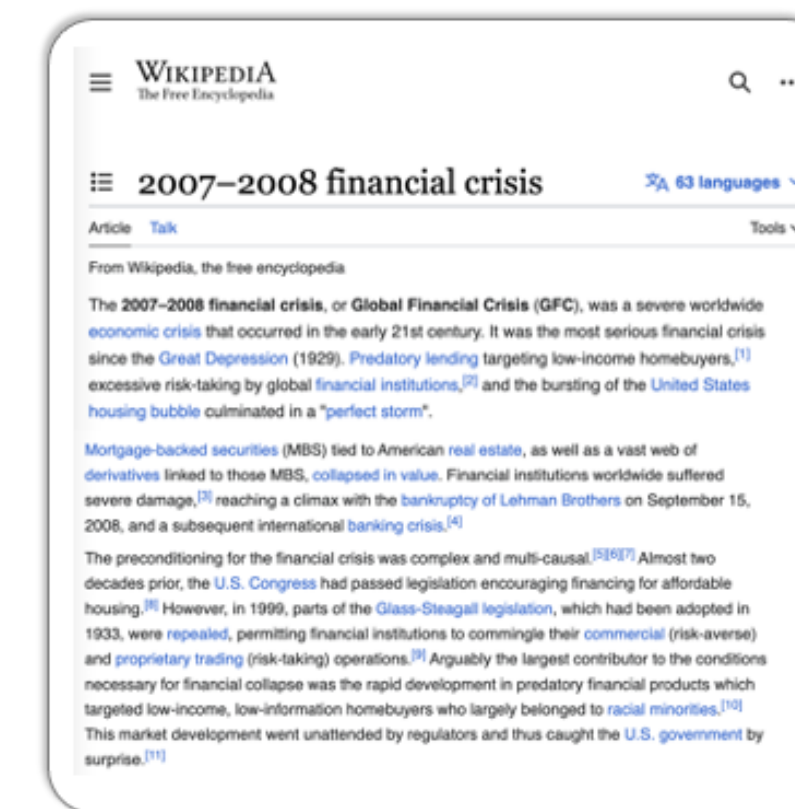 WIKIPEDIA
The Free Encyclopedia
2007–2008 financial crisis
63 languages
Article Talk
Tools
From Wikipedia, the free encyclopedia
The 2007–2008 financial crisis, or Global Financial Crisis (GFC), was a severe worldwide
economic crisis that occurred in the early 21st century. It was the most serious financial crisis
since the Great Depression (1929). Predatory lending targeting low-income homebuyers,[1]
excessive risk-taking by global financial institutions,[2] and the bursting of the United States
housing bubble culminated in a "perfect storm".
Mortgage-backed securities (MBS) tied to American real estate, as well as a vast web of
derivatives linked to those MBS, collapsed in value. Financial institutions worldwide suffered
severe damage,[3] reaching a climax with the bankruptcy of Lehman Brothers on September 15,
2008, and a subsequent international banking crisis.[4]
The preconditioning for the financial crisis was complex and multi-causal.[5][6][7] Almost two
decades prior, the U.S. Congress had passed legislation encouraging financing for affordable
housing.[8] However, in 1999, parts of the Glass-Steagall legislation, which had been adopted in
1933, were repealed, permitting financial institutions to commingle their commercial (risk-averse)
and proprietary trading (risk-taking) operations.[9] Arguably the largest contributor to the conditions
necessary for financial collapse was the rapid development in predatory financial products which
targeted low-income, low-information homebuyers who largely belonged to racial minorities.[10]
This market development went unattended by regulators and thus caught the U.S. government by
surprise.[11]